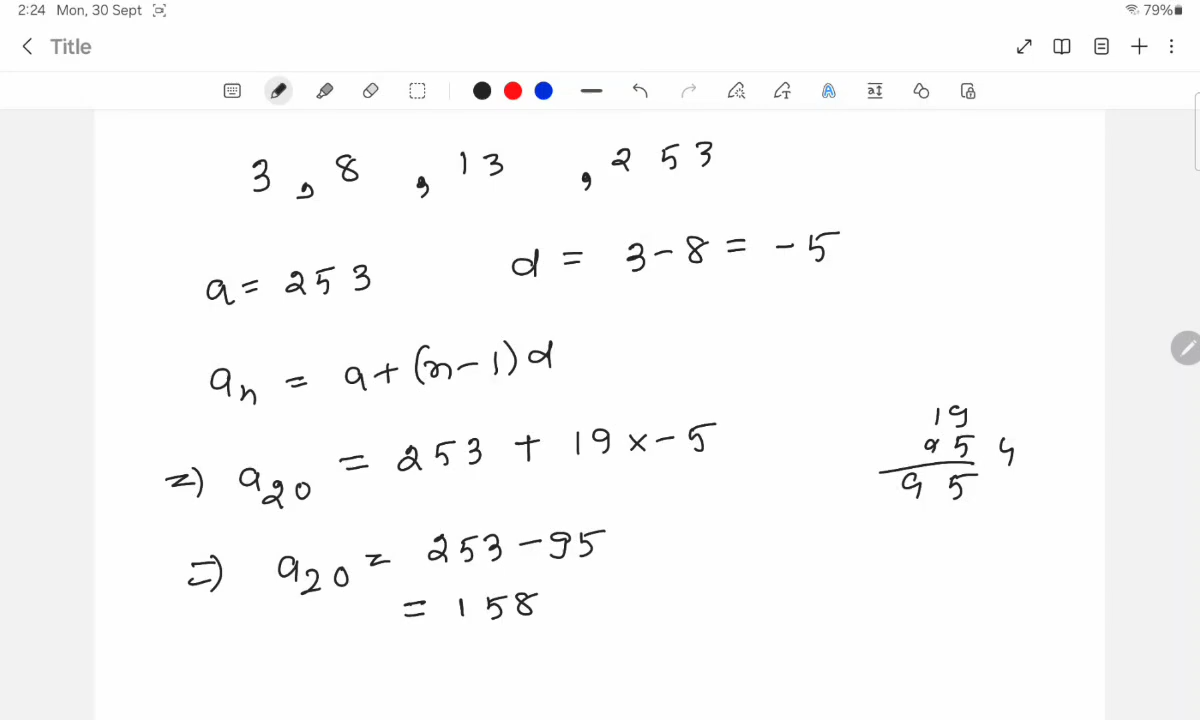 2:24 Mon, 30 Sept 79%
Title
3, 8, 13, 253
a = 253 d = 3 - 8 = -5
an = a + (n-1) d
=) a20 = 253 + 19 x -5
19
x 5 4
95
=) a20 = 253 - 95
= 158